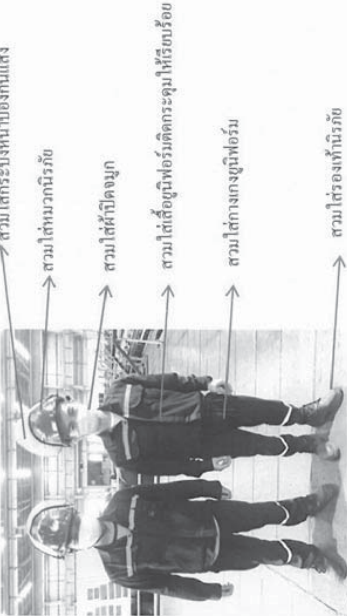 สวมใส่กระบังหน้าป้องกันแสง
สวมใส่หมวกนิรภัย
สวมใส่ผ้าปิดจมูก
สวมใส่เสื้อยูนิฟอร์มติดกระดุมให้เรียบร้อย
สวมใส่กางเกงยูนิฟอร์ม
สวมใส่รองเท้านิรภัย